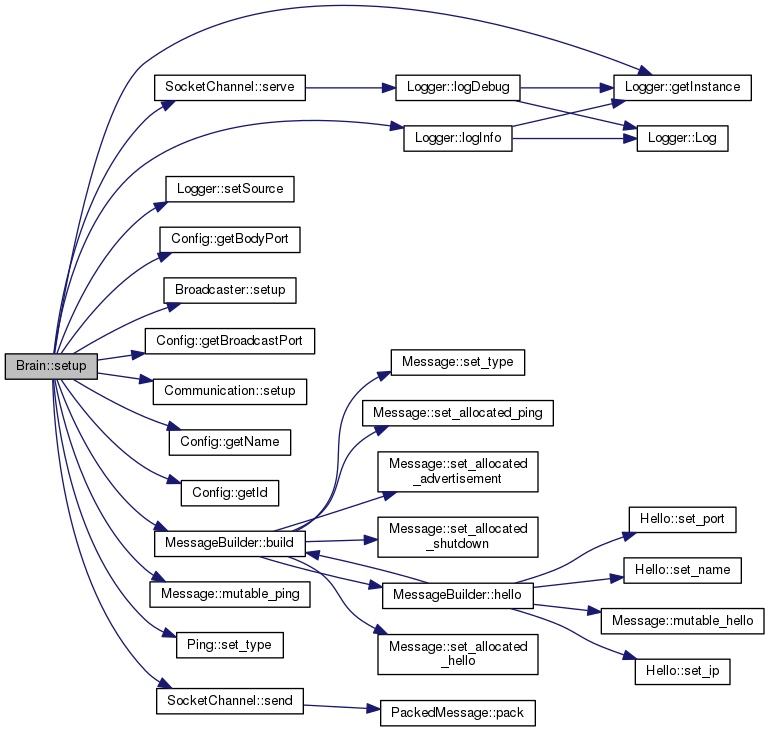 SocketChannel::serve
Logger::logDebug
Logger::getInstance
Logger::logInfo
Logger::Log
Logger::setSource
Config::getBodyPort
Broadcaster::setup
Config::getBroadcastPort
Brain::setup
Communication::setup
Config::getName
Config::getId
MessageBuilder::build
Message::mutable_ping
Ping::set_type
SocketChannel::send
Message::set_type
Message::set_allocated_ping
Message::set_allocated
_advertisement
Message::set_allocated
_shutdown
MessageBuilder::hello
Message::set_allocated
_hello
PackedMessage::pack
Hello::set_port
Hello::set_name
Message::mutable_hello
Hello::set_ip